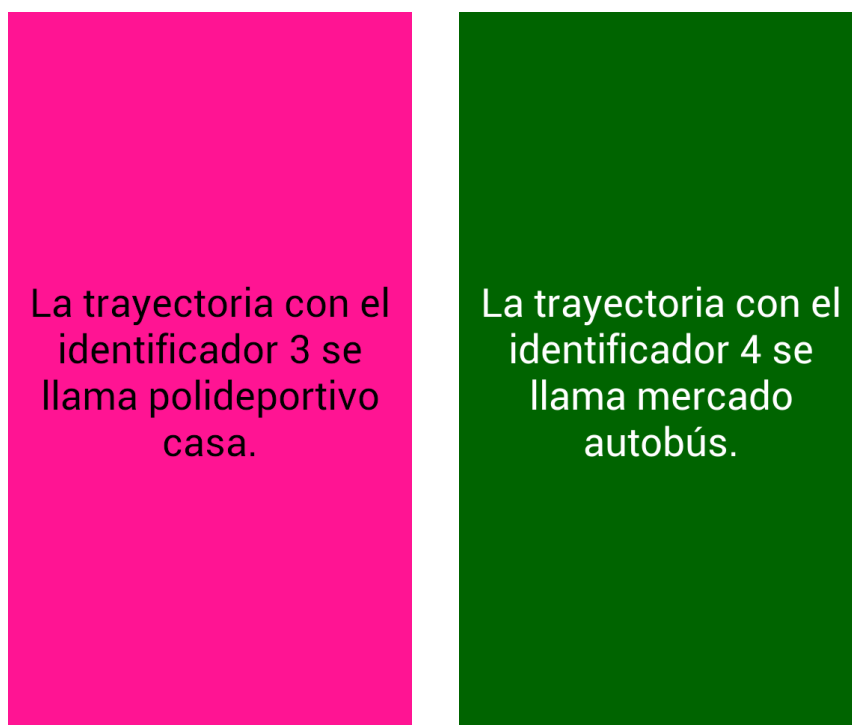 La trayectoria con el
identificador 3 se
llama polideportivo
casa.
La trayectoria con el
identificador 4 se
llama mercado
autobús.